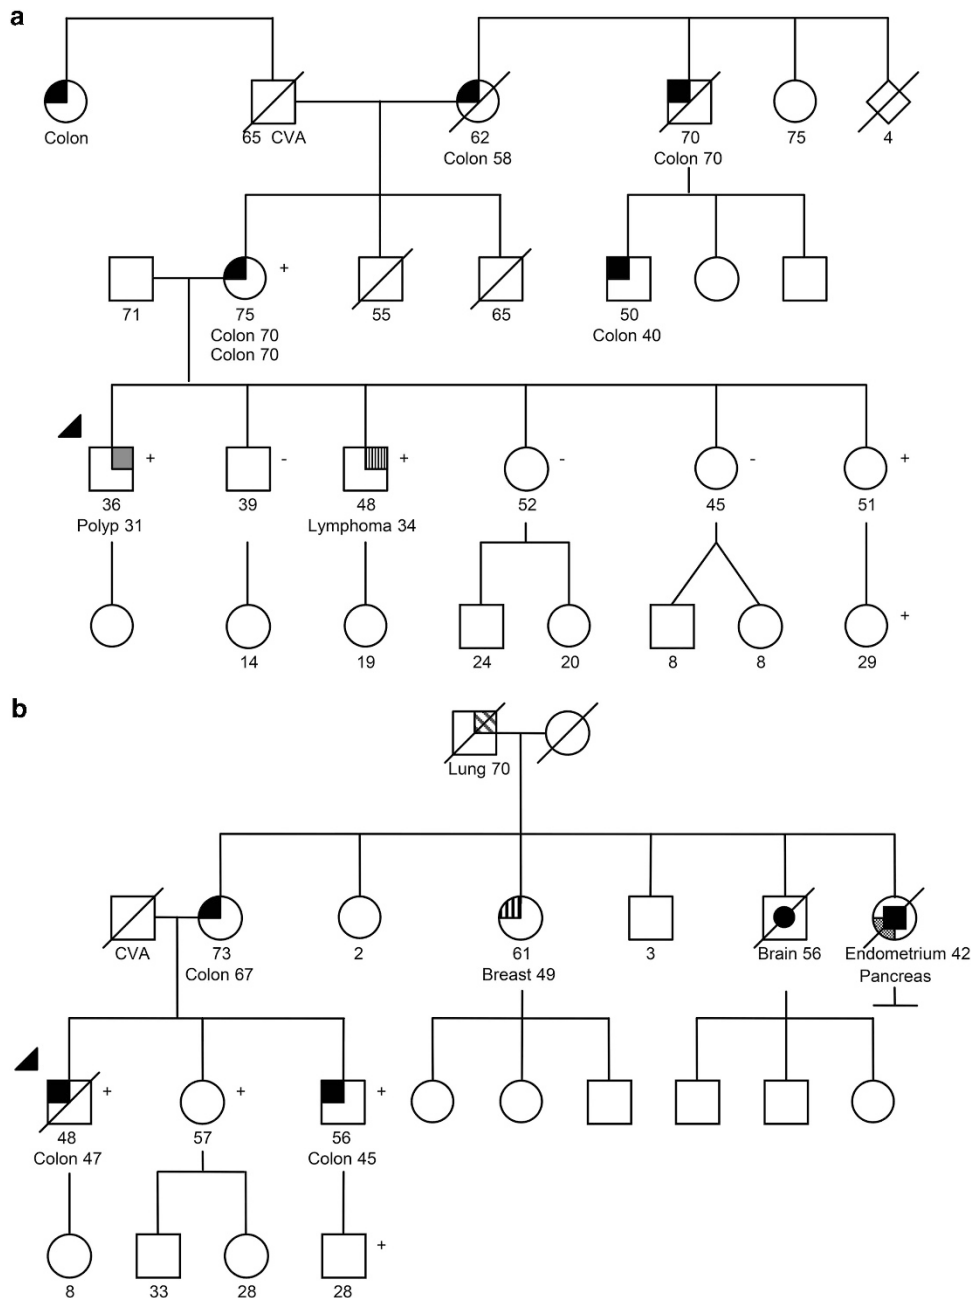 a
Colon
65 CVA
62
Colon 58
70
Colon 70
75
4
71
75
Colon 70
Colon 70
+
55
65
50
Colon 40
36
Polyp 31
+
39
-
48
Lymphoma 34
+
52
-
45
-
51
+
14
19
24
20
8
8
29
+
b
Lung 70
CVA
73
Colon 67
2
61
Breast 49
3
Brain 56
Endometrium 42
Pancreas
48
Colon 47
+
57
+
56
Colon 45
+
8
33
28
28
+